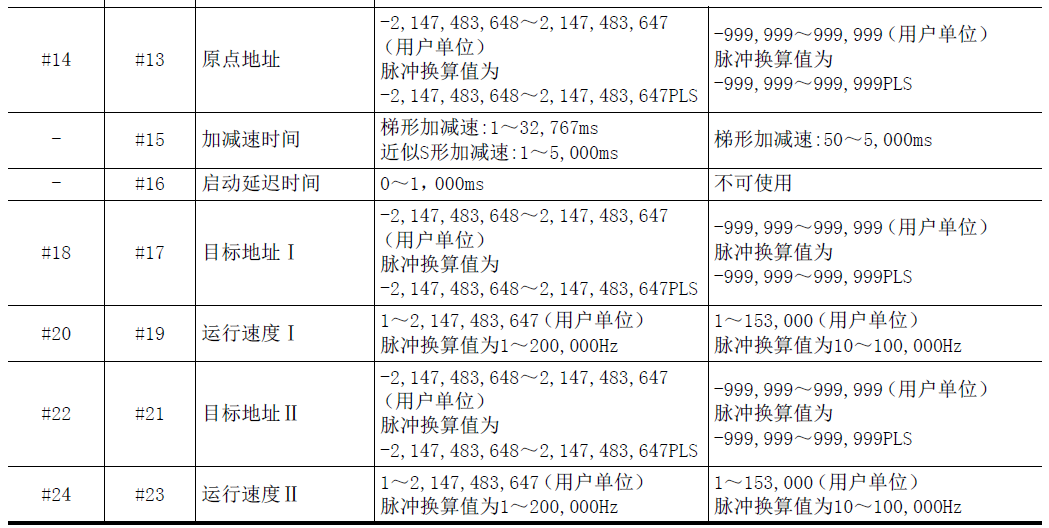 #14 #13 原点地址 -2,147,483,648～2,147,483,647 -999,999～999,999(用户单位)
(用户单位) 脉冲换算值为
脉冲换算值为 -999,999～999,999PLS
-2,147,483,648～2,147,483,647PLS
- #15 加减速时间 梯形加减速:1～32,767ms 梯形加减速:50～5,000ms
近似S形加减速:1～5,000ms
- #16 启动延迟时间 0～1, 000ms 不可使用
#18 #17 目标地址Ⅰ -2,147,483,648～2,147,483,647 -999,999～999,999(用户单位)
(用户单位) 脉冲换算值为
脉冲换算值为 -999,999～999,999PLS
-2,147,483,648～2,147,483,647PLS
#20 #19 运行速度Ⅰ 1～2,147,483,647(用户单位) 1～153,000(用户单位)
脉冲换算值为1～200,000Hz 脉冲换算值为10～100,000Hz
#22 #21 目标地址Ⅱ -2,147,483,648～2,147,483,647 -999,999～999,999(用户单位)
(用户单位) 脉冲换算值为
脉冲换算值为 -999,999～999,999PLS
-2,147,483,648～2,147,483,647PLS
#24 #23 运行速度Ⅱ 1～2,147,483,647(用户单位) 1～153,000(用户单位)
脉冲换算值为1～200,000Hz 脉冲换算值为10～100,000Hz